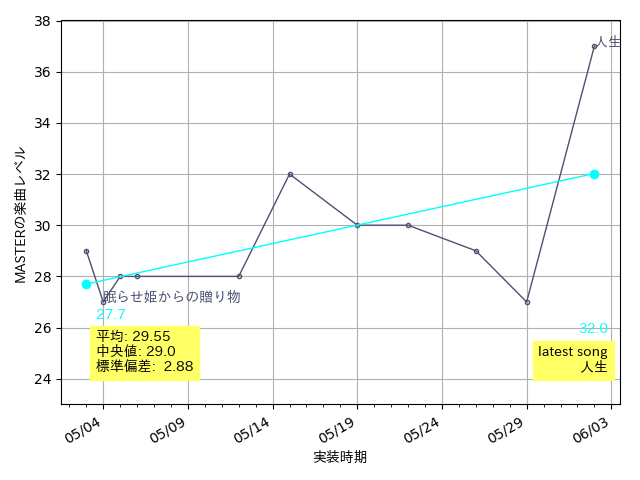 38
36
34
32
30
28
26
24
MASTERの楽曲レベル
人生
眠らせ姫からの贈り物
27.7
32.0
平均: 29.55
中央値: 29.0
標準偏差: 2.88
latest song
人生
05/04
05/09
05/14
05/19
05/24
05/29
06/03
実装時期